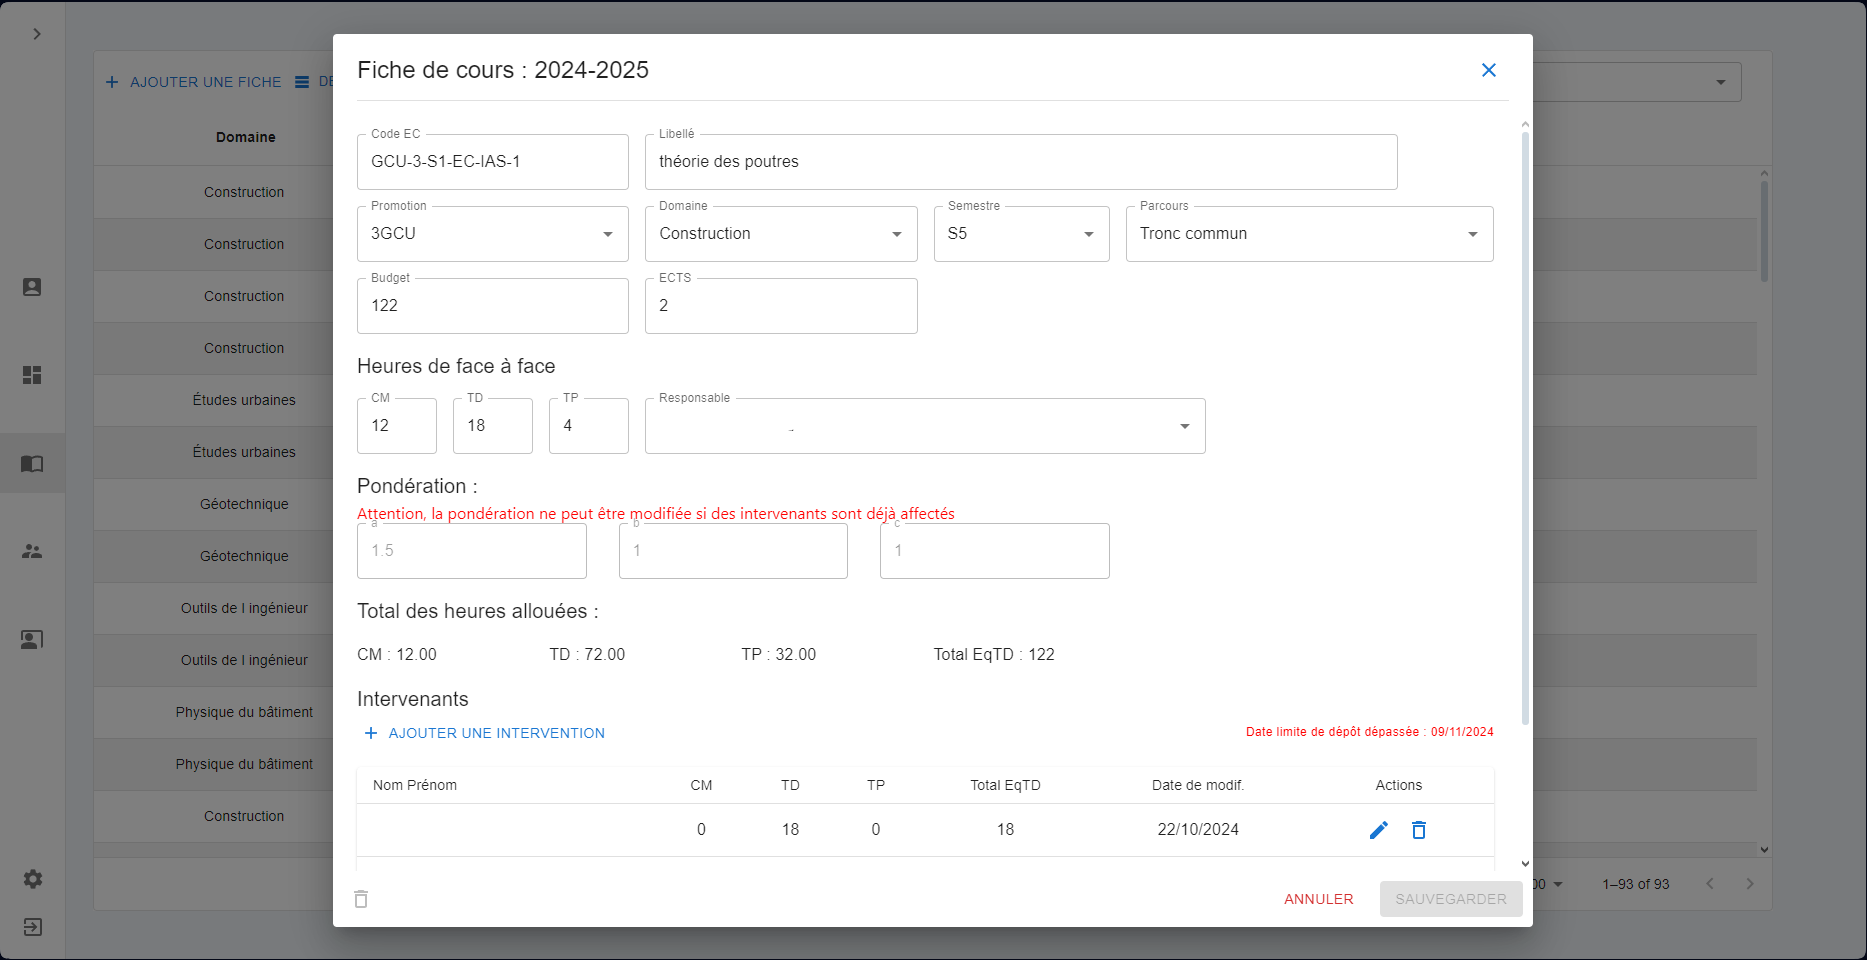 Fiche de cours : 2024-2025
AJOUTER UNE FICHE
Domaine
Construction
Construction
Construction
Construction
Études urbaines
Études urbaines
Géotechnique
Géotechnique
Outils de l ingénieur
Outils de l ingénieur
Physique du bâtiment
Physique du bâtiment
Construction
Code EC
GCU-3-S1-EC-IAS-1
Libellé
théorie des poutres
Promotion
3GCU
Domaine
Construction
Semestre
S5
Parcours
Tronc commun
Budget
122
ECTS
2
Heures de face à face
CM
12
TD
18
TP
4
Responsable
Pondération :
Attention, la pondération ne peut être modifiée si des intervenants sont déjà affectés
a
1.5
b
1
c
1
Total des heures allouées :
CM : 12.00 TD : 72.00 TP : 32.00 Total EqTD : 122
Intervenants
AJOUTER UNE INTERVENTION
Date limite de dépôt dépassée : 09/11/2024
Nom Prénom CM TD TP Total EqTD Date de modif. Actions
0 18 0 18 22/10/2024
ANNULER SAUVEGARDER
1–93 of 93